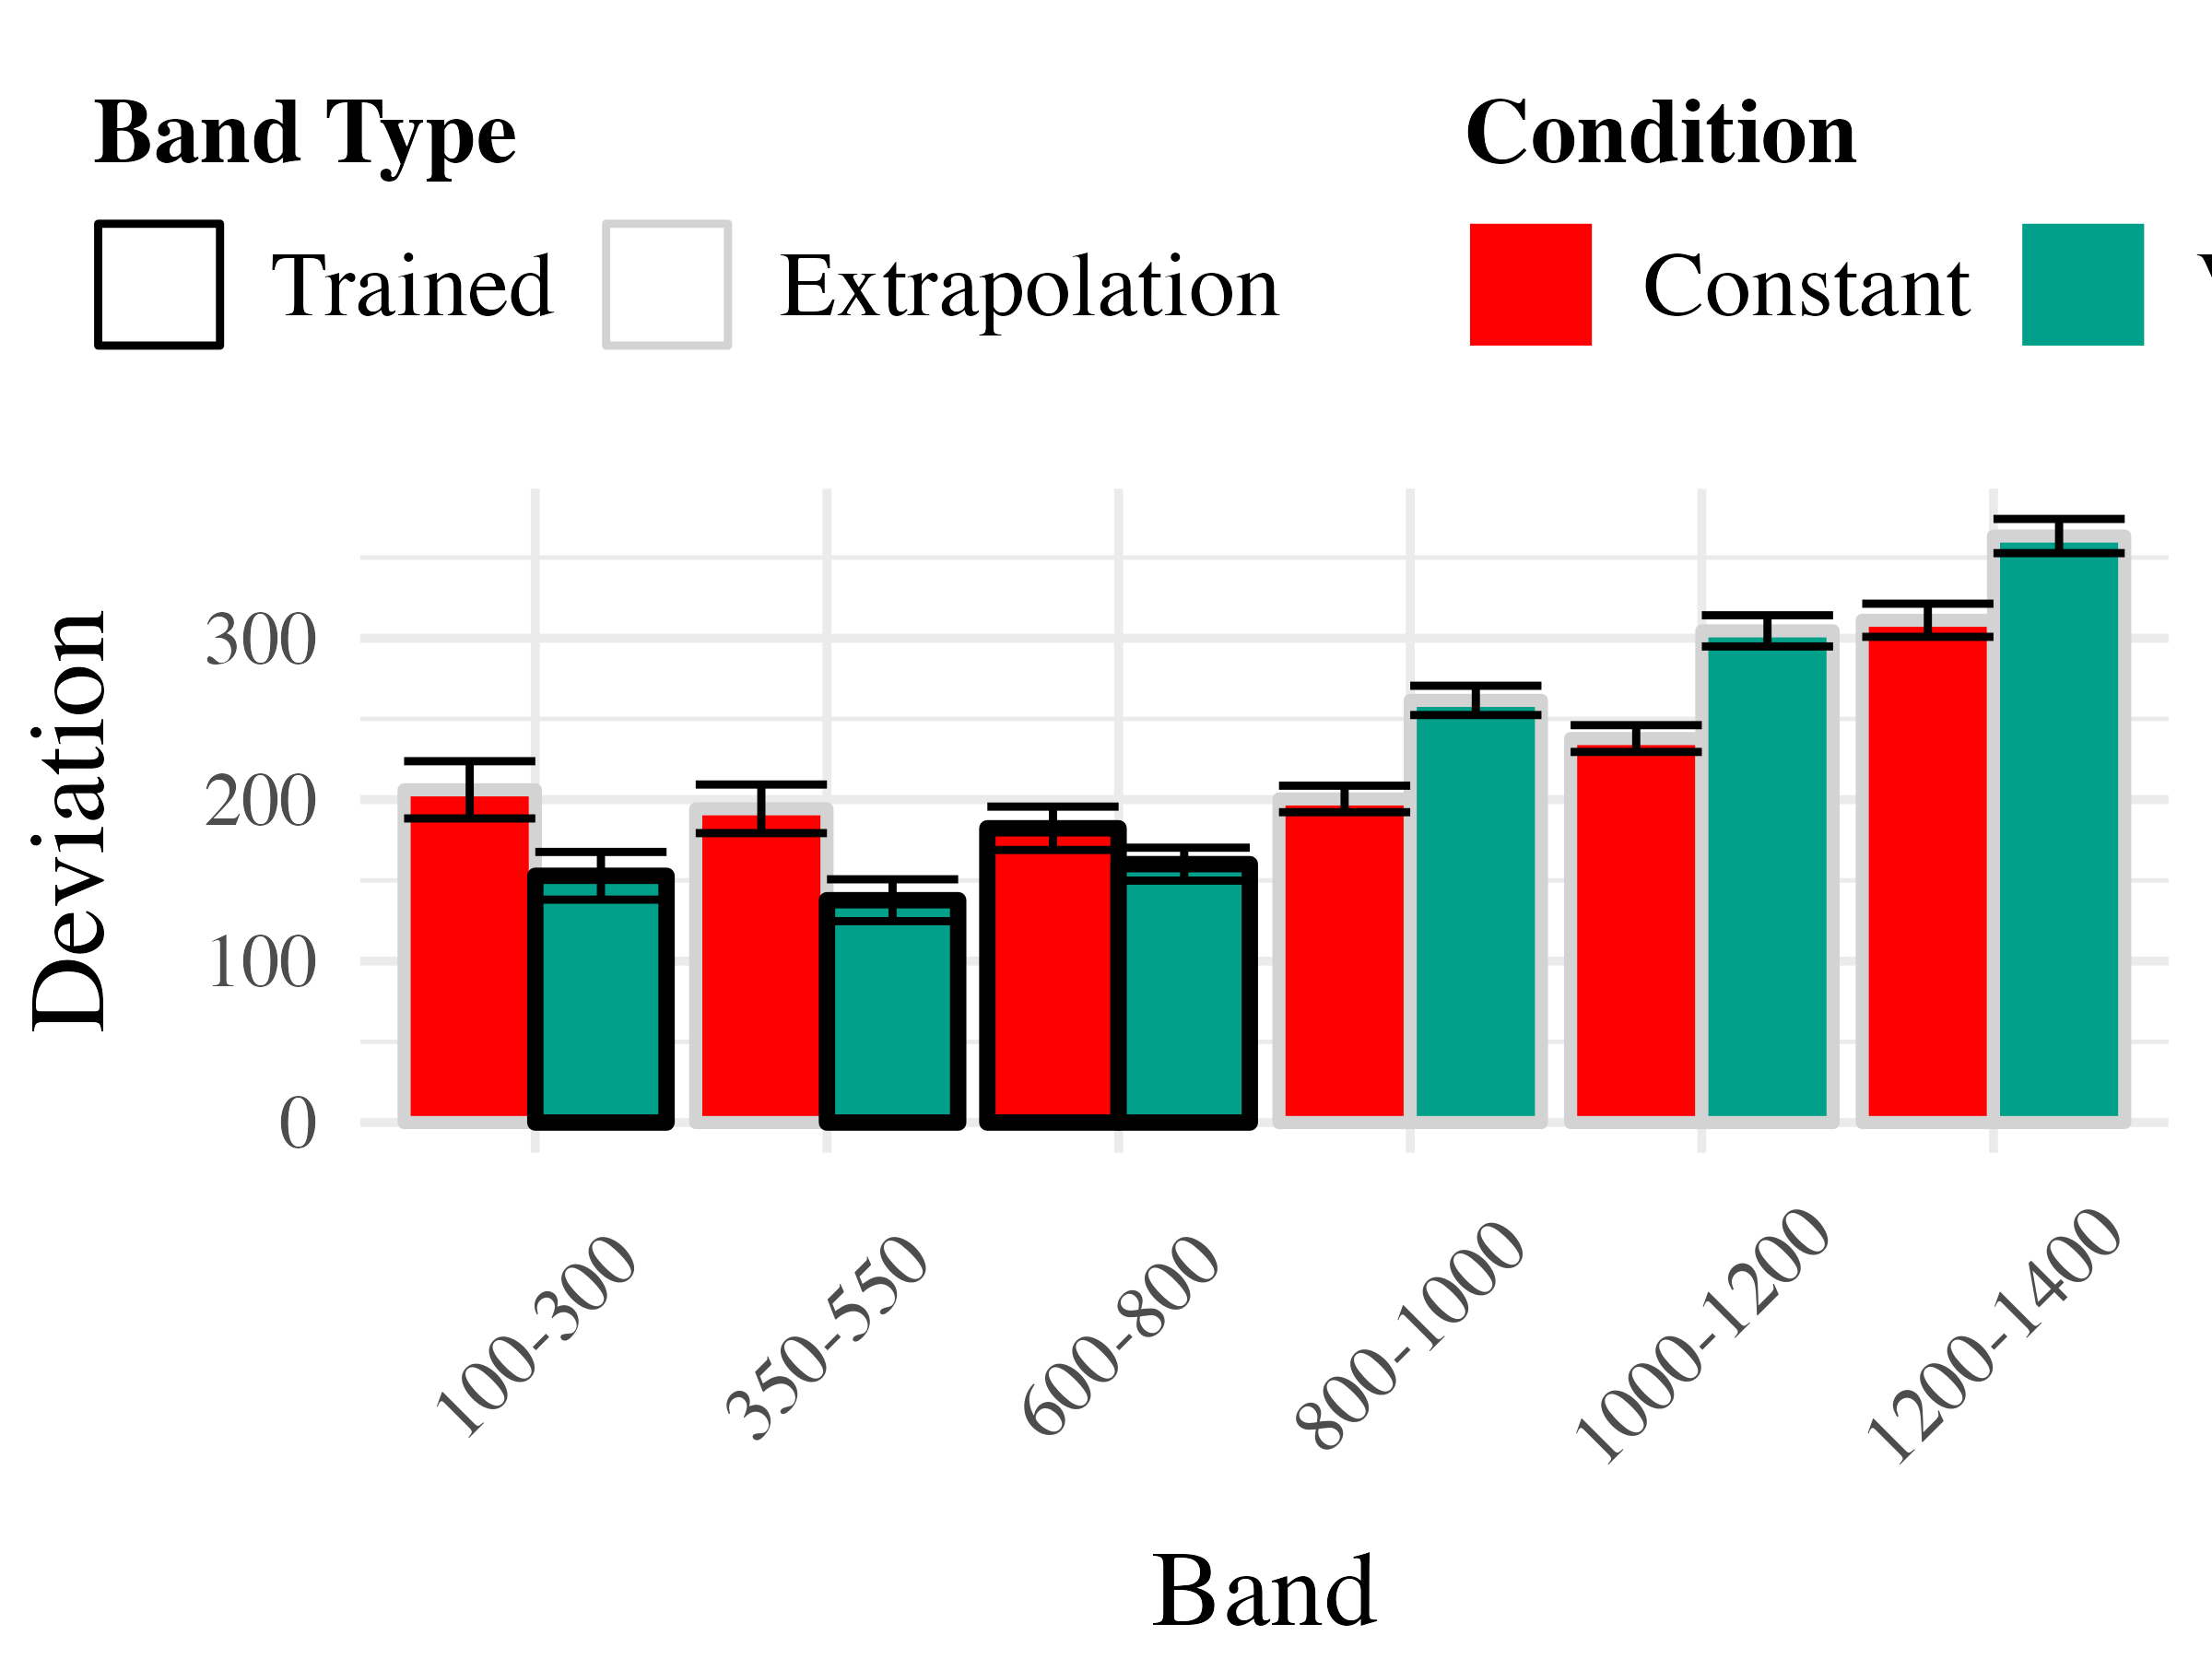 Band Type
Condition
Trained
Extrapolation
Constant
Deviation
300
200
100
0
100-300
350-550
600-800
800-1000
1000-1200
1200-1400
Band